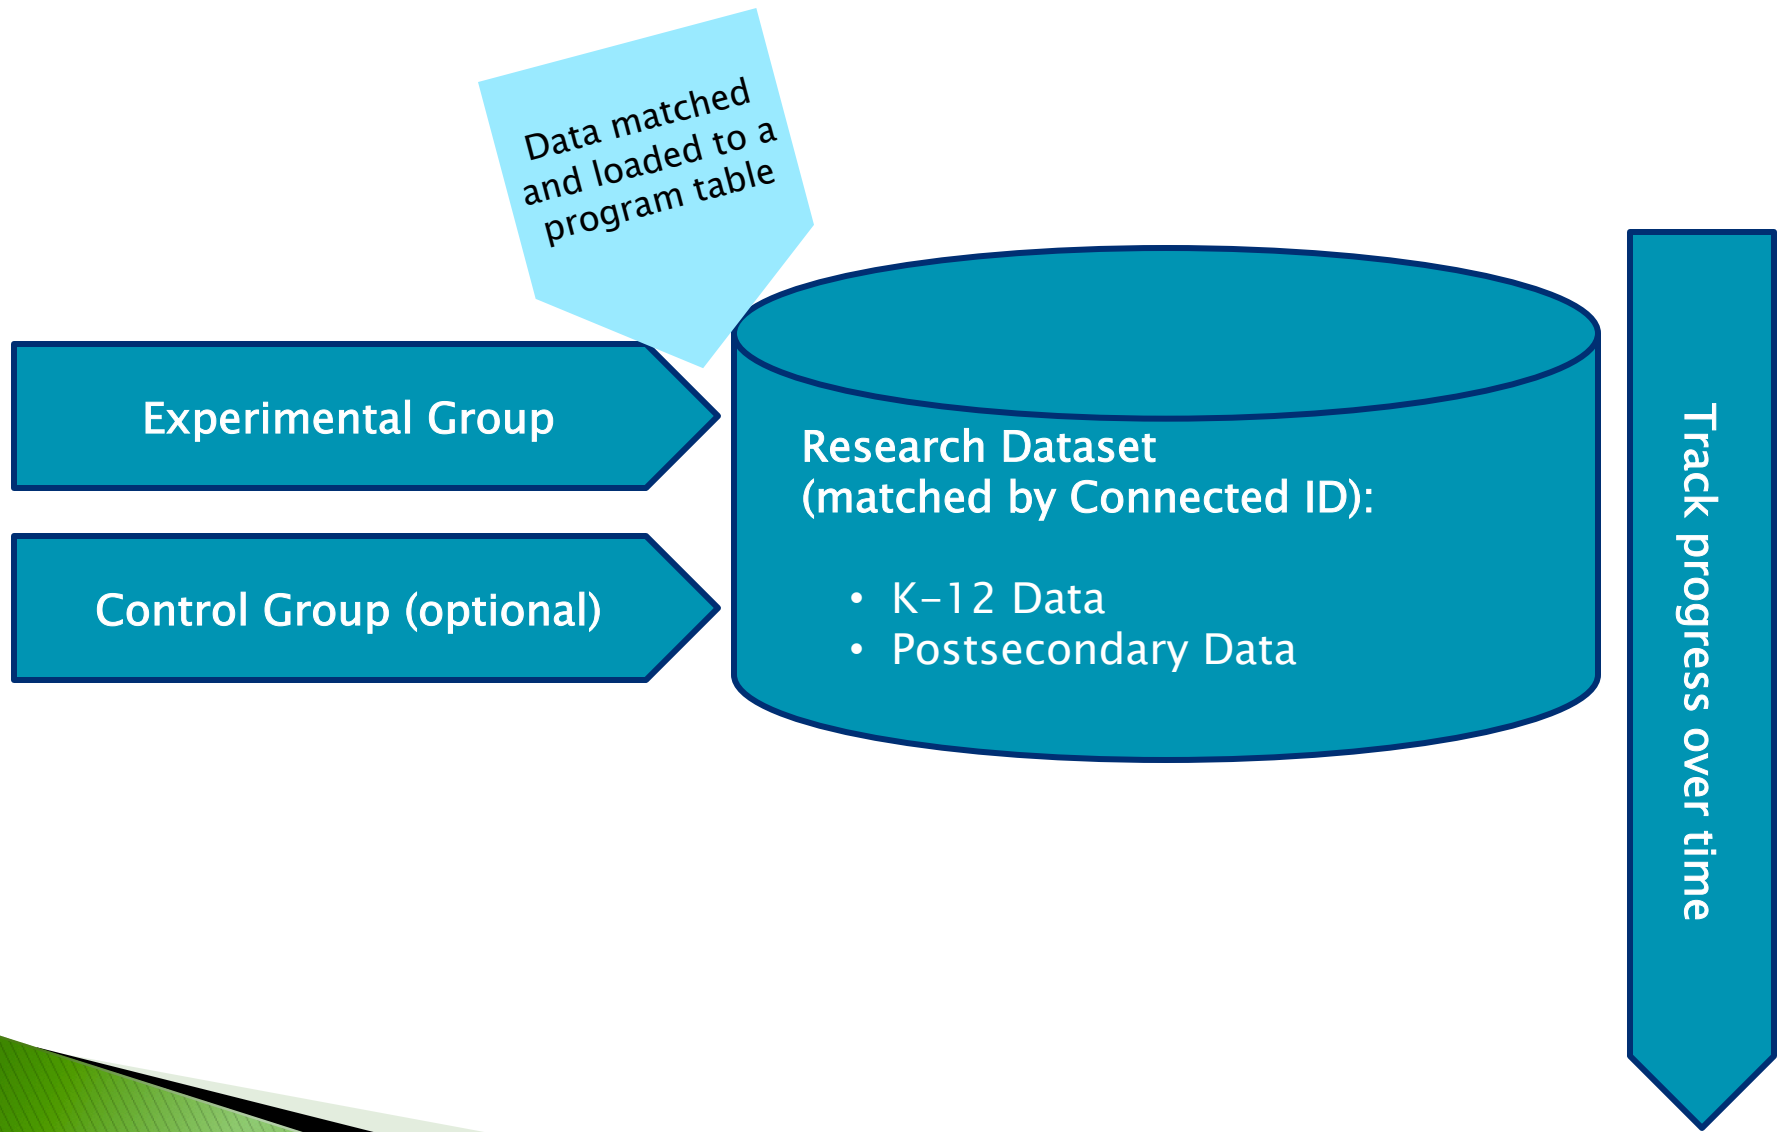 Data matched
and loaded to a
program table
Experimental Group
Control Group (optional)
Research Dataset
(matched by Connected ID):
• K-12 Data
• Postsecondary Data
Track progress over time